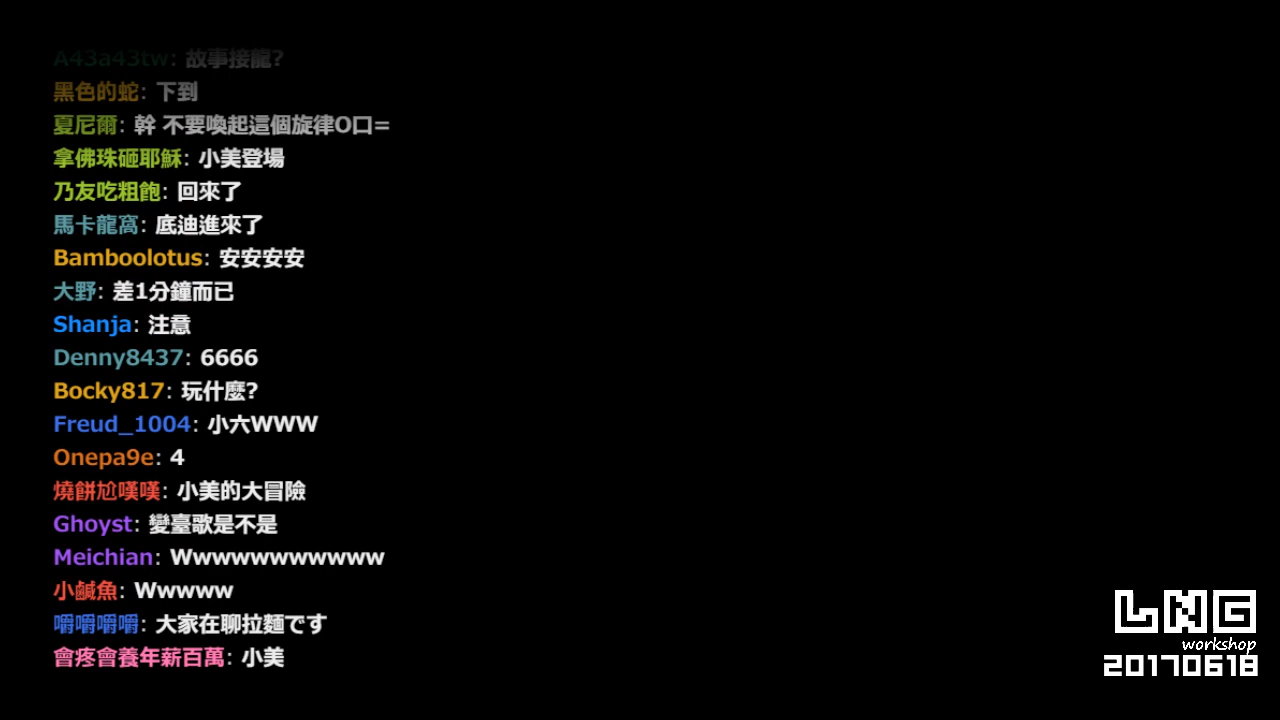 A43a43tw: 故事接龍?
黑色的蛇: 下到
夏尼爾: 幹 不要喚起這個旋律O口=
拿佛珠砸耶穌: 小美登場
乃友吃粗飽: 回來了
馬卡龍窩: 底迪進來了
Bamboolotus: 安安安安
大野: 差1分鐘而已
Shanja: 注意
Denny8437: 6666
Bocky817: 玩什麼?
Freud_1004: 小六WWW
Onepa9e: 4
燒餅尬嘆嘆: 小美的大冒險
Ghoyst: 變臺歌是不是
Meichian: Wwwwwwwwwww
小鹹魚: Wwwww
嚼嚼嚼嚼: 大家在聊拉麵です
會疼會養年薪百萬: 小美
LNG
workshop
20170618